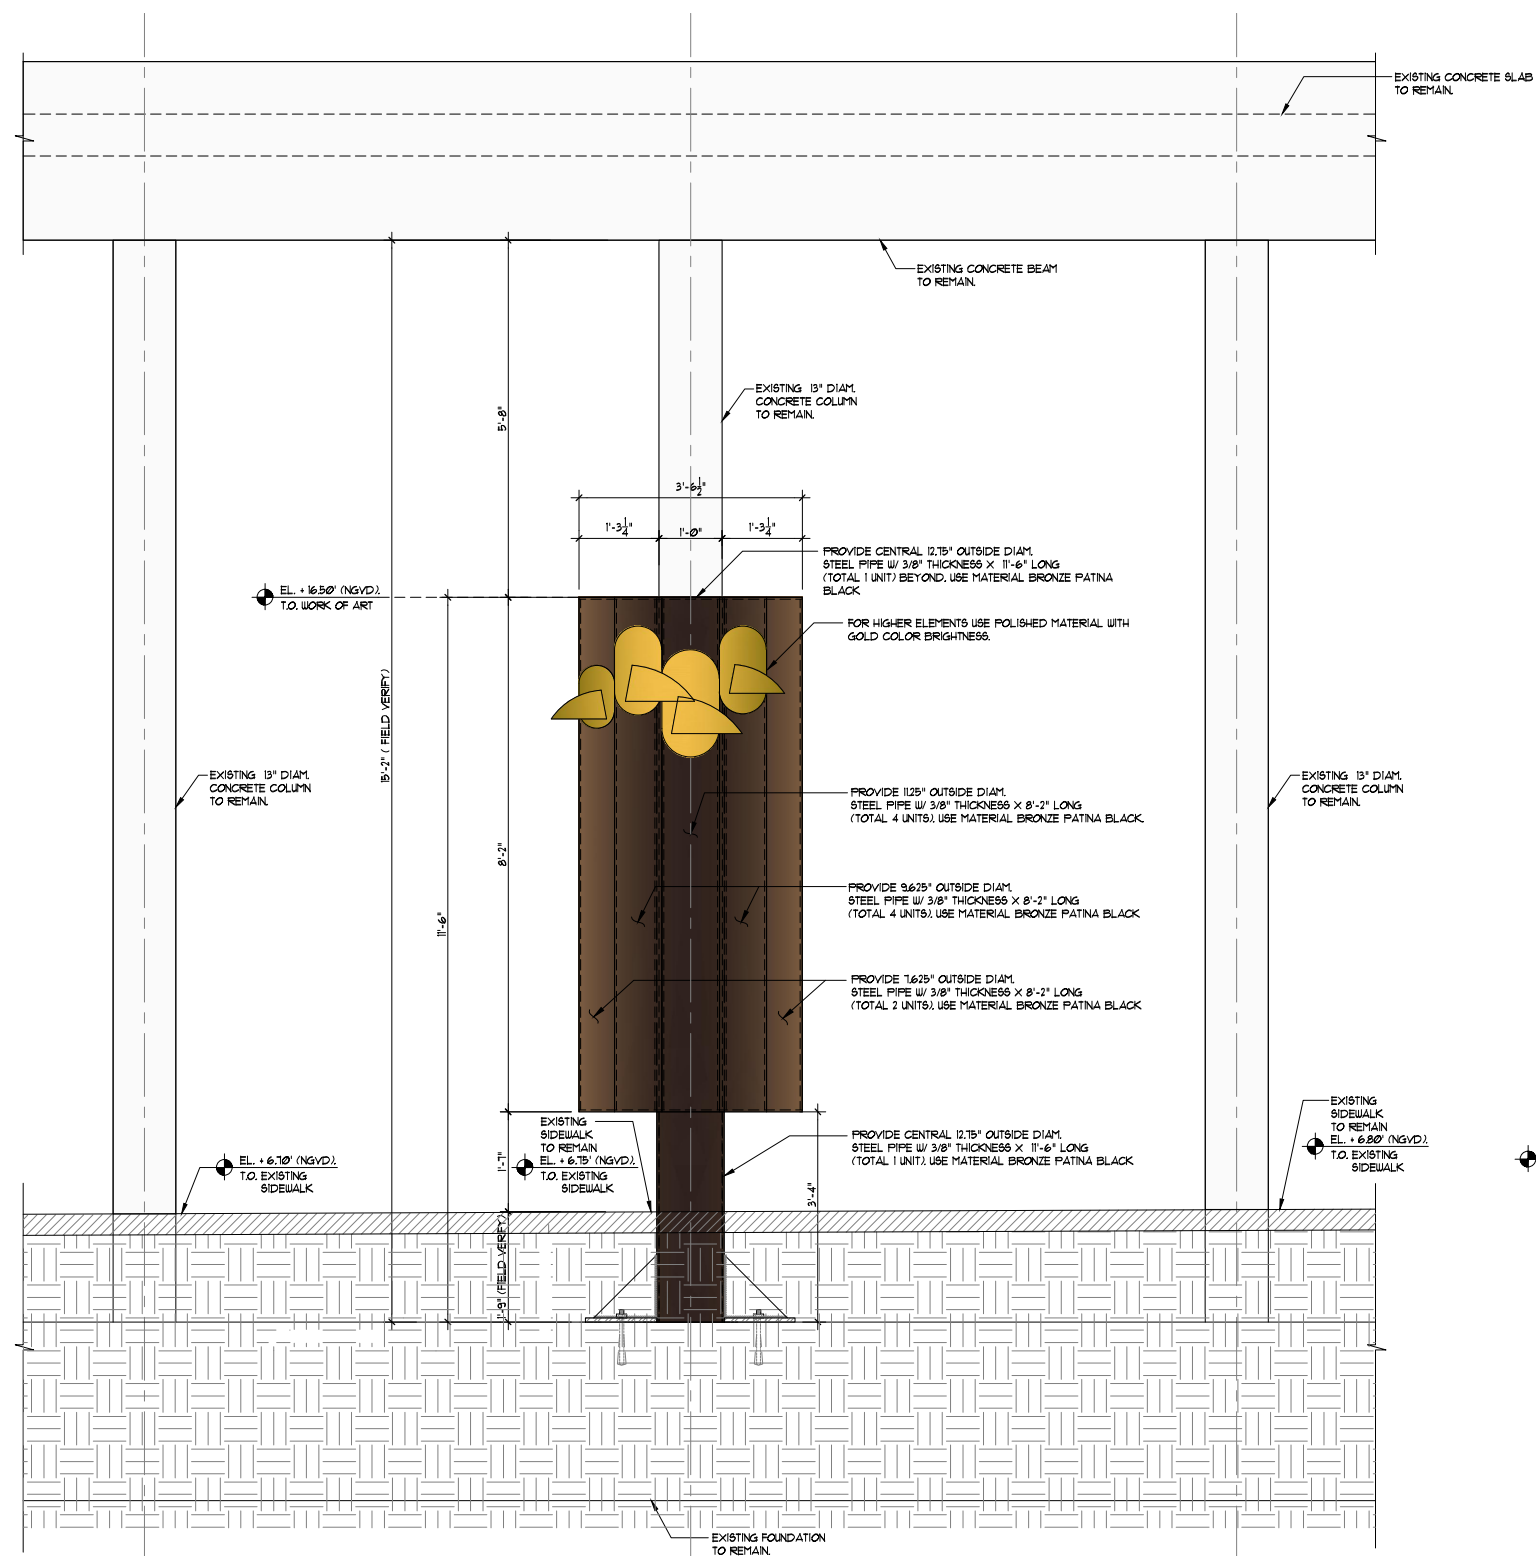 EXISTING CONCRETE SLAB
TO REMAIN.
EXISTING CONCRETE BEAM
TO REMAIN.
EXISTING 13" DIAM.
CONCRETE COLUMN
TO REMAIN.
5'-8"
3'-6 1/2"
1'-3 1/4"
1'-0"
1'-3 1/4"
PROVIDE CENTRAL 12.75" OUTSIDE DIAM.
STEEL PIPE W/ 3/8" THICKNESS X 11'-6" LONG
(TOTAL 1 UNIT) BEYOND, USE MATERIAL BRONZE PATINA
BLACK
EL. + 16.50' (NGVD).
T.O. WORK OF ART
FOR HIGHER ELEMENTS USE POLISHED MATERIAL WITH
GOLD COLOR BRIGHTNESS.
15'-2" ( FIELD VERIFY)
EXISTING 13" DIAM.
CONCRETE COLUMN
TO REMAIN.
EXISTING 13" DIAM.
CONCRETE COLUMN
TO REMAIN.
PROVIDE 11.25" OUTSIDE DIAM.
STEEL PIPE W/ 3/8" THICKNESS X 8'-2" LONG
(TOTAL 4 UNITS), USE MATERIAL BRONZE PATINA BLACK.
8'-2"
11'-6"
PROVIDE 9.625" OUTSIDE DIAM.
STEEL PIPE W/ 3/8" THICKNESS X 8'-2" LONG
(TOTAL 4 UNITS), USE MATERIAL BRONZE PATINA BLACK
PROVIDE 7.625" OUTSIDE DIAM.
STEEL PIPE W/ 3/8" THICKNESS X 8'-2" LONG
(TOTAL 2 UNITS), USE MATERIAL BRONZE PATINA BLACK
EXISTING
SIDEWALK
TO REMAIN
EL. + 6.75' (NGVD).
T.O. EXISTING
SIDEWALK
EL. + 6.70' (NGVD).
T.O. EXISTING
SIDEWALK
1'-7"
PROVIDE CENTRAL 12.75" OUTSIDE DIAM.
STEEL PIPE W/ 3/8" THICKNESS X 11'-6" LONG
(TOTAL 1 UNIT), USE MATERIAL BRONZE PATINA BLACK
EXISTING
SIDEWALK
TO REMAIN
EL. + 6.80' (NGVD).
T.O. EXISTING
SIDEWALK
3'-4"
1'-9" (FIELD VERIFY)
EXISTING FOUNDATION
TO REMAIN.